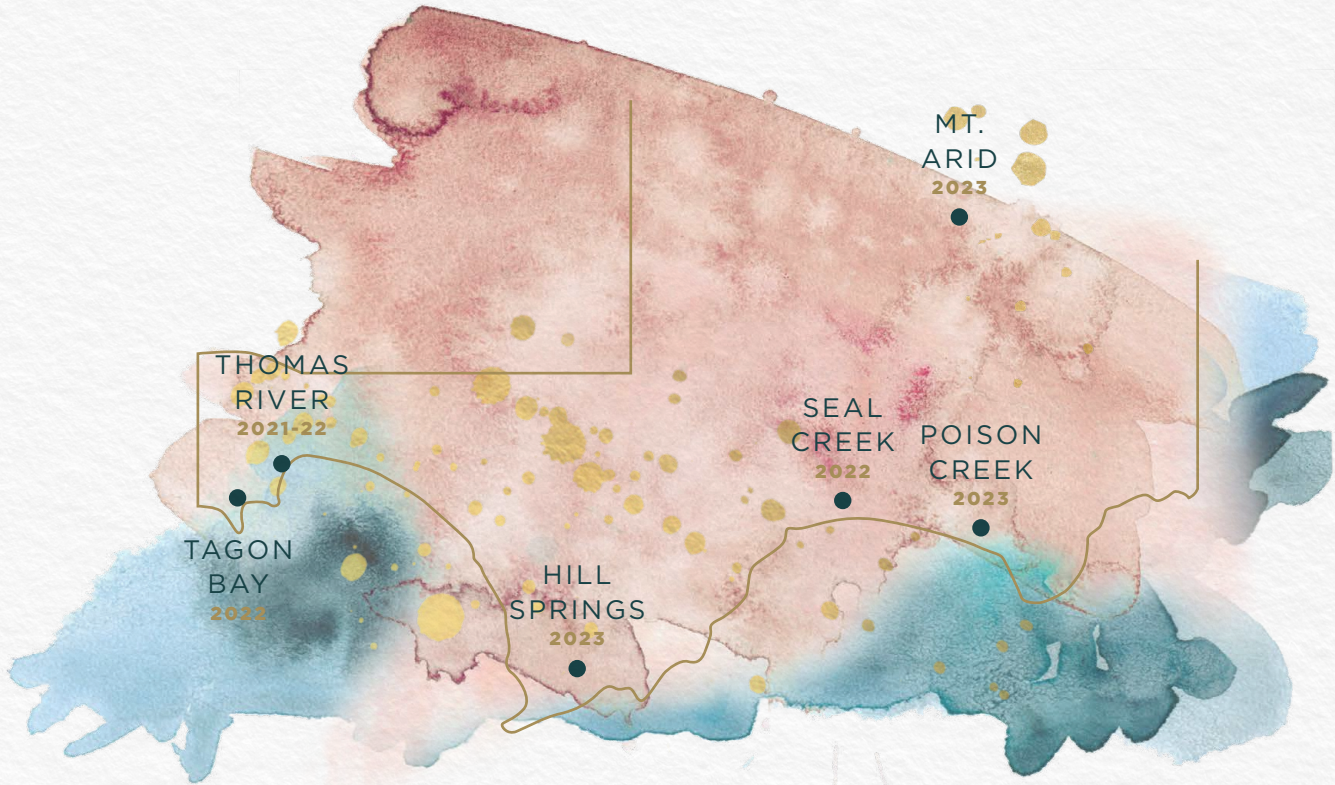 MT.
ARID
2023
THOMAS
RIVER
2021-22
SEAL
CREEK
2022
POISON
CREEK
2023
TAGON
BAY
2022
HILL
SPRINGS
2023